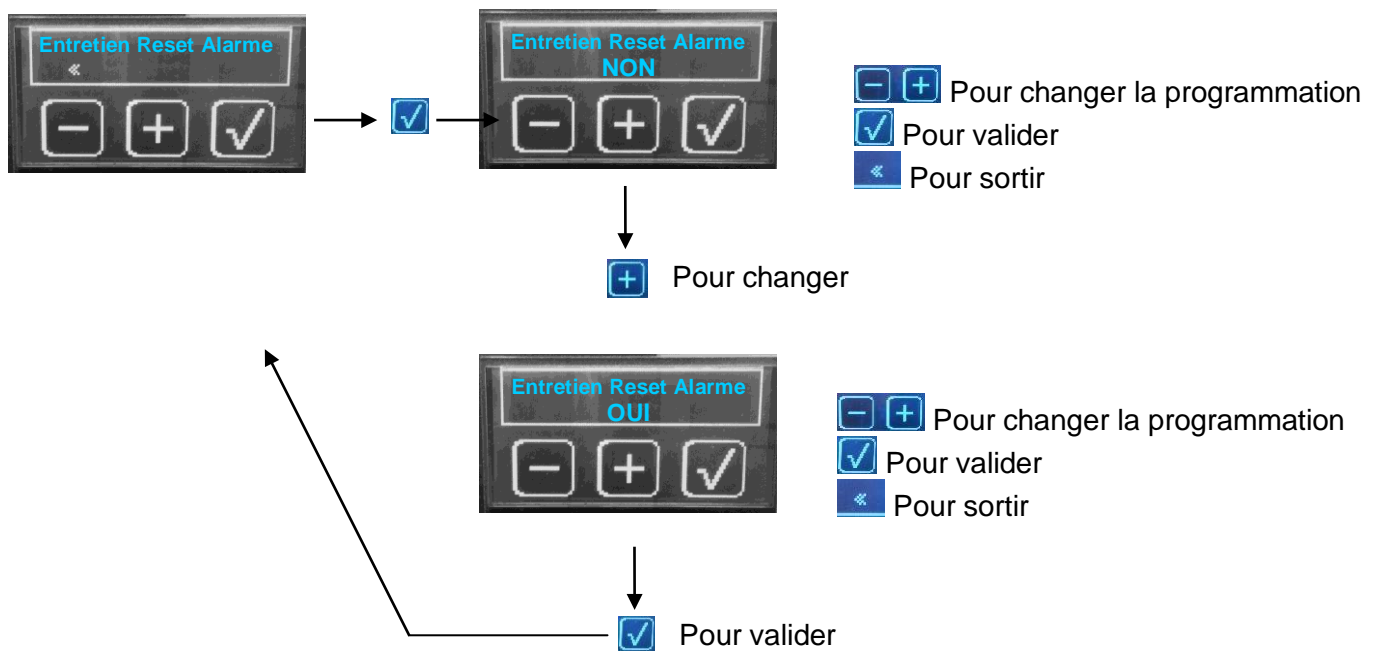 Entretien Reset Alarme
«
Entretien Reset Alarme
NON
Pour changer la programmation
Pour valider
« Pour sortir
Pour changer
Entretien Reset Alarme
OUI
Pour changer la programmation
Pour valider
« Pour sortir
Pour valider